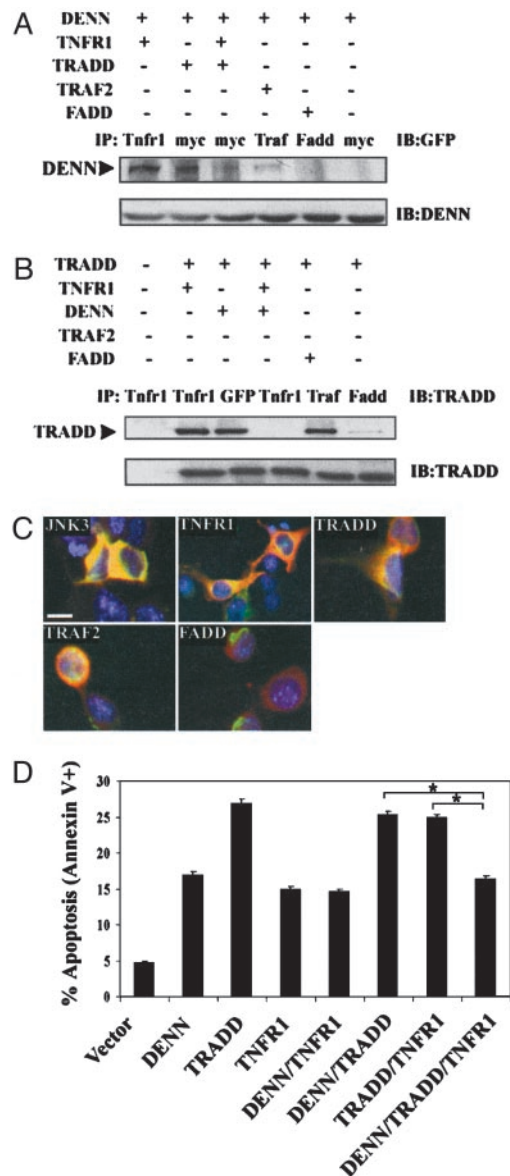 A
DENN + + + + + +
TNFR1 + - + - - -
TRADD - + + - - -
TRAF2 - - - + - -
FADD - - - - + -
IP: Tnfr1 myc myc Traf Fadd myc IB:GFP
DENN
IB:DENN
B
TRADD - + + + + +
TNFR1 - + - + - -
DENN - - + + - -
TRAF2 - - - - - -
FADD - - - - + -
IP: Tnfr1 Tnfr1 GFP Tnfr1 Traf Fadd IB:TRADD
TRADD
IB:TRADD
C
JNK3 TNFR1 TRADD
TRAF2 FADD
D
% Apoptosis (Annexin V+)
30
25
20
15
10
5
0
* *
Vector DENN TRADD TNFR1 DENN/TNFR1 DENN/TRADD TRADD/TNFR1 DENN/TRADD/TNFR1